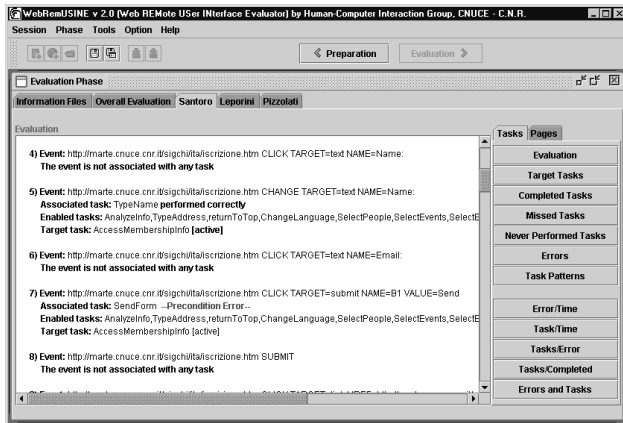 WebRemUSINE v 2.0 (Web REMote USer INterface Evaluator) by Human-Computer Interaction Group, CNUCE - C.N.R.
Session Phase Tools Option Help
Preparation
Evaluation
Evaluation Phase
Information Files Overall Evaluation Santoro Leporini Pizzolati
Evaluation
4) Event: http://marte.cnuce.cnr.it/sigchi/ita/iscrizione.htm CLICK TARGET=text NAME=Name:
The event is not associated with any task
5) Event: http://marte.cnuce.cnr.it/sigchi/ita/iscrizione.htm CHANGE TARGET=text NAME=Name:
Associated task: TypeName performed correctly
Enabled tasks: AnalyzeInfo,TypeAddress,returnToTop,ChangeLanguage,SelectPeople,SelectEvents,SelectE
Target task: AccessMembershipInfo [active]
6) Event: http://marte.cnuce.cnr.it/sigchi/ita/iscrizione.htm CLICK TARGET=text NAME=Email:
The event is not associated with any task
7) Event: http://marte.cnuce.cnr.it/sigchi/ita/iscrizione.htm CLICK TARGET=submit NAME=B1 VALUE=Send
Associated task: SendForm --Precondition Error--
Enabled tasks: AnalyzeInfo,TypeAddress,returnToTop,ChangeLanguage,SelectPeople,SelectEvents,SelectE
Target task: AccessMembershipInfo [active]
8) Event: http://marte.cnuce.cnr.it/sigchi/ita/iscrizione.htm SUBMIT
The event is not associated with any task
Tasks Pages
Evaluation
Target Tasks
Completed Tasks
Missed Tasks
Never Performed Tasks
Errors
Task Patterns
Error/Time
Task/Time
Tasks/Error
Tasks/Completed
Errors and Tasks